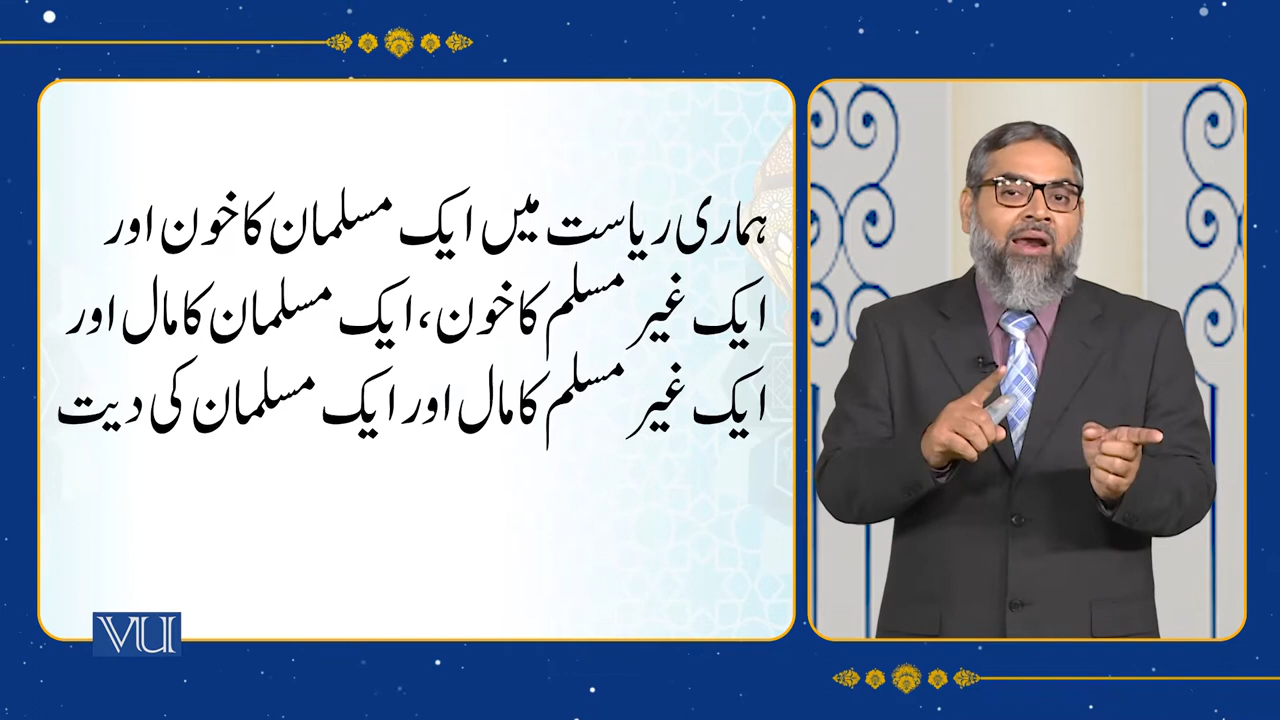 ہماری ریاست میں ایک مسلمان کا خون اور
ایک غیر مسلم کا خون، ایک مسلمان کا مال اور
ایک غیر مسلم کا مال اور ایک مسلمان کی دیت
VU